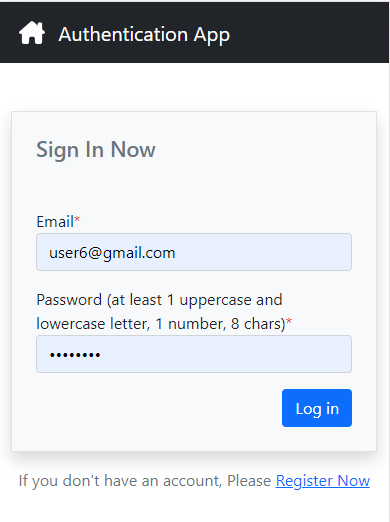 Authentication App
Sign In Now
Email*
user6@gmail.com
Password (at least 1 uppercase and
lowercase letter, 1 number, 8 chars)*
••••••••
Log in
If you don't have an account, Please Register Now